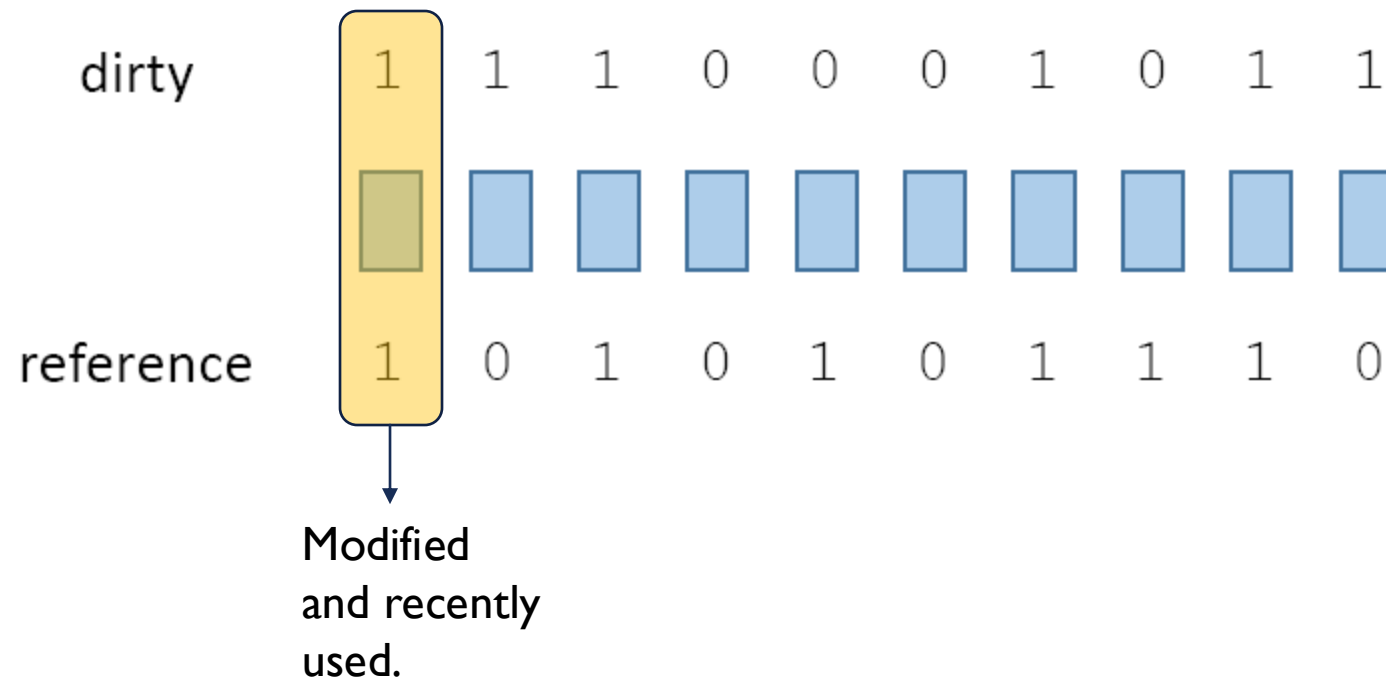 dirty 1 1 1 0 0 0 1 0 1 1
reference 1 0 1 0 1 0 1 1 1 0
Modified
and recently
used.